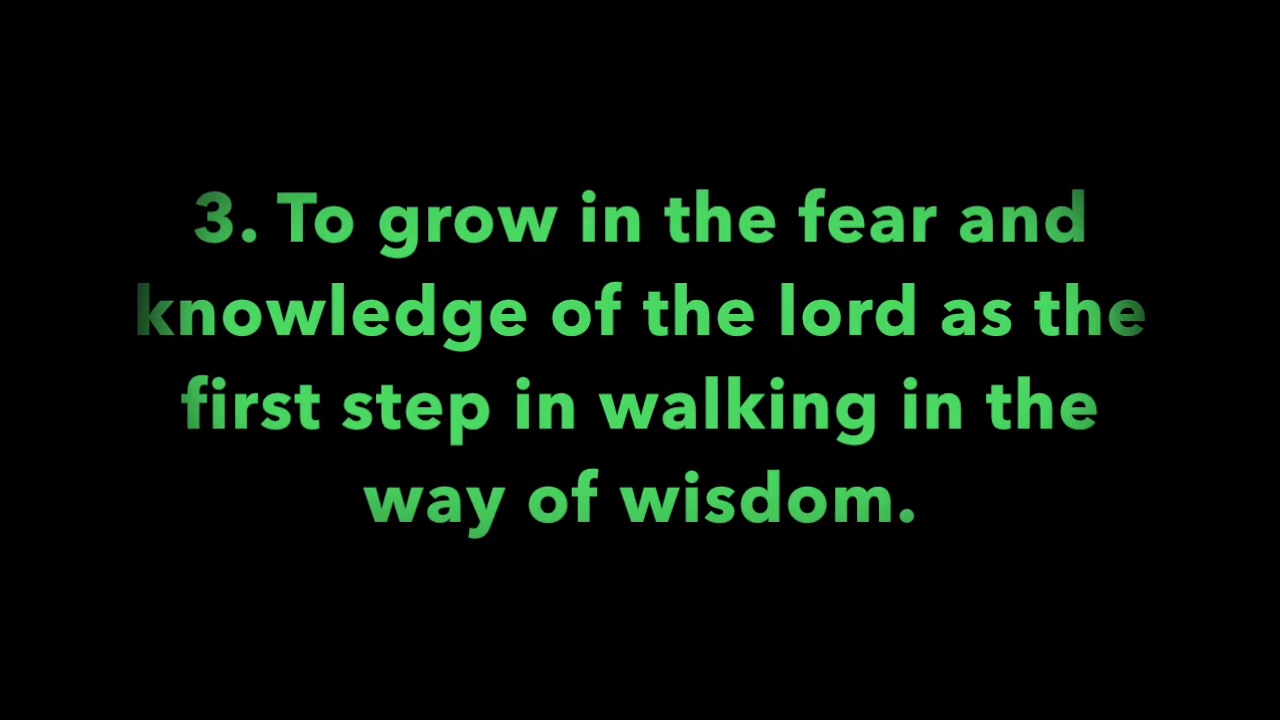 3. To grow in the fear and
knowledge of the lord as the
first step in walking in the
way of wisdom.